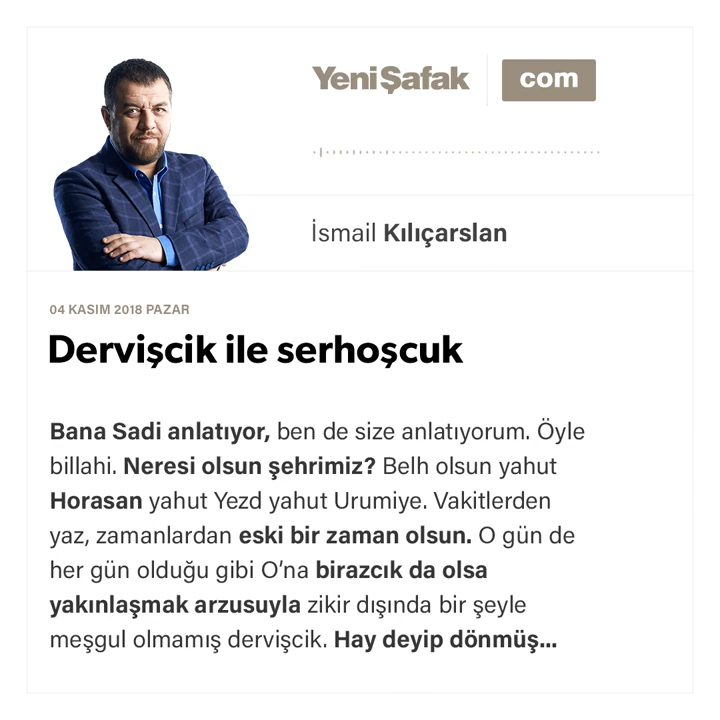 YeniŞafak com
İsmail Kılıçarslan
04 KASIM 2018 PAZAR
Dervişcik ile serhoşcuk
Bana Sadi anlatıyor, ben de size anlatıyorum. Öyle
billahi. Neresi olsun şehrimiz? Belh olsun yahut
Horasan yahut Yezd yahut Urumiye. Vakitlerden
yaz, zamanlardan eski bir zaman olsun. O gün de
her gün olduğu gibi O’na birazcık da olsa
yakınlaşmak arzusuyla zikir dışında bir şeyle
meşgul olmamış dervişcik. Hay deyip dönmüş...